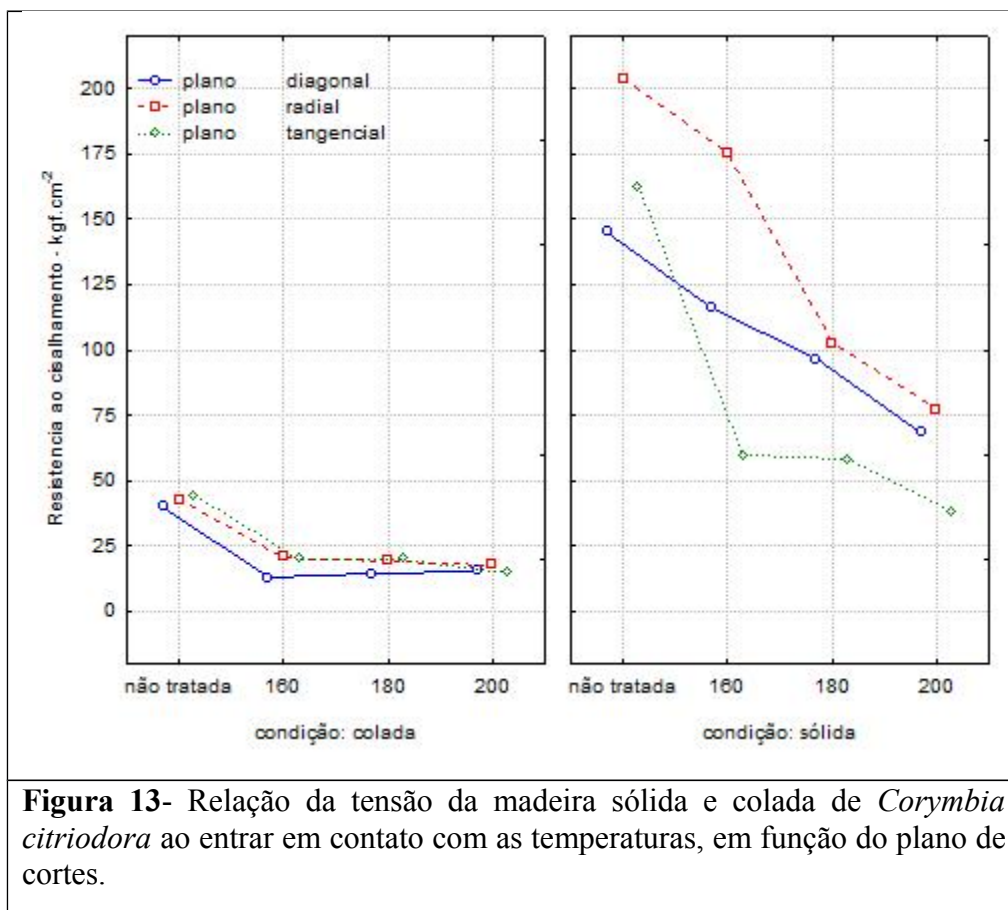 plano diagonal
plano radial
plano tangencial
Resistencia ao cisalhamento - kgf.cm-2
200
175
150
125
100
75
50
25
0
não tratada 160 180 200
condição: colada
não tratada 160 180 200
condição: sólida
Figura 13- Relação da tensão da madeira sólida e colada de Corymbia
citriodora ao entrar em contato com as temperaturas, em função do plano de
cortes.